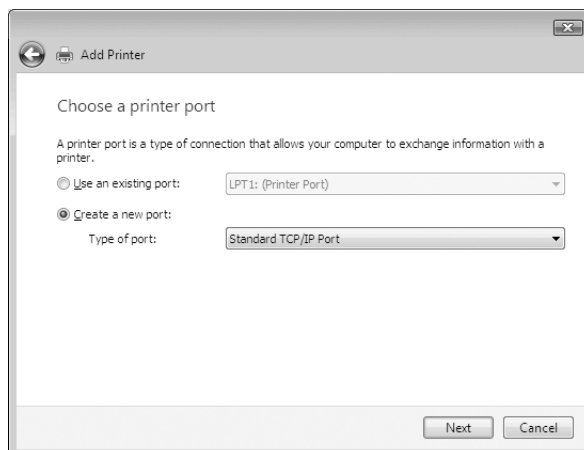 Add Printer
Choose a printer port
A printer port is a type of connection that allows your computer to exchange information with a
printer.
Use an existing port: LPT1: (Printer Port)
Create a new port:
Type of port: Standard TCP/IP Port
Next Cancel